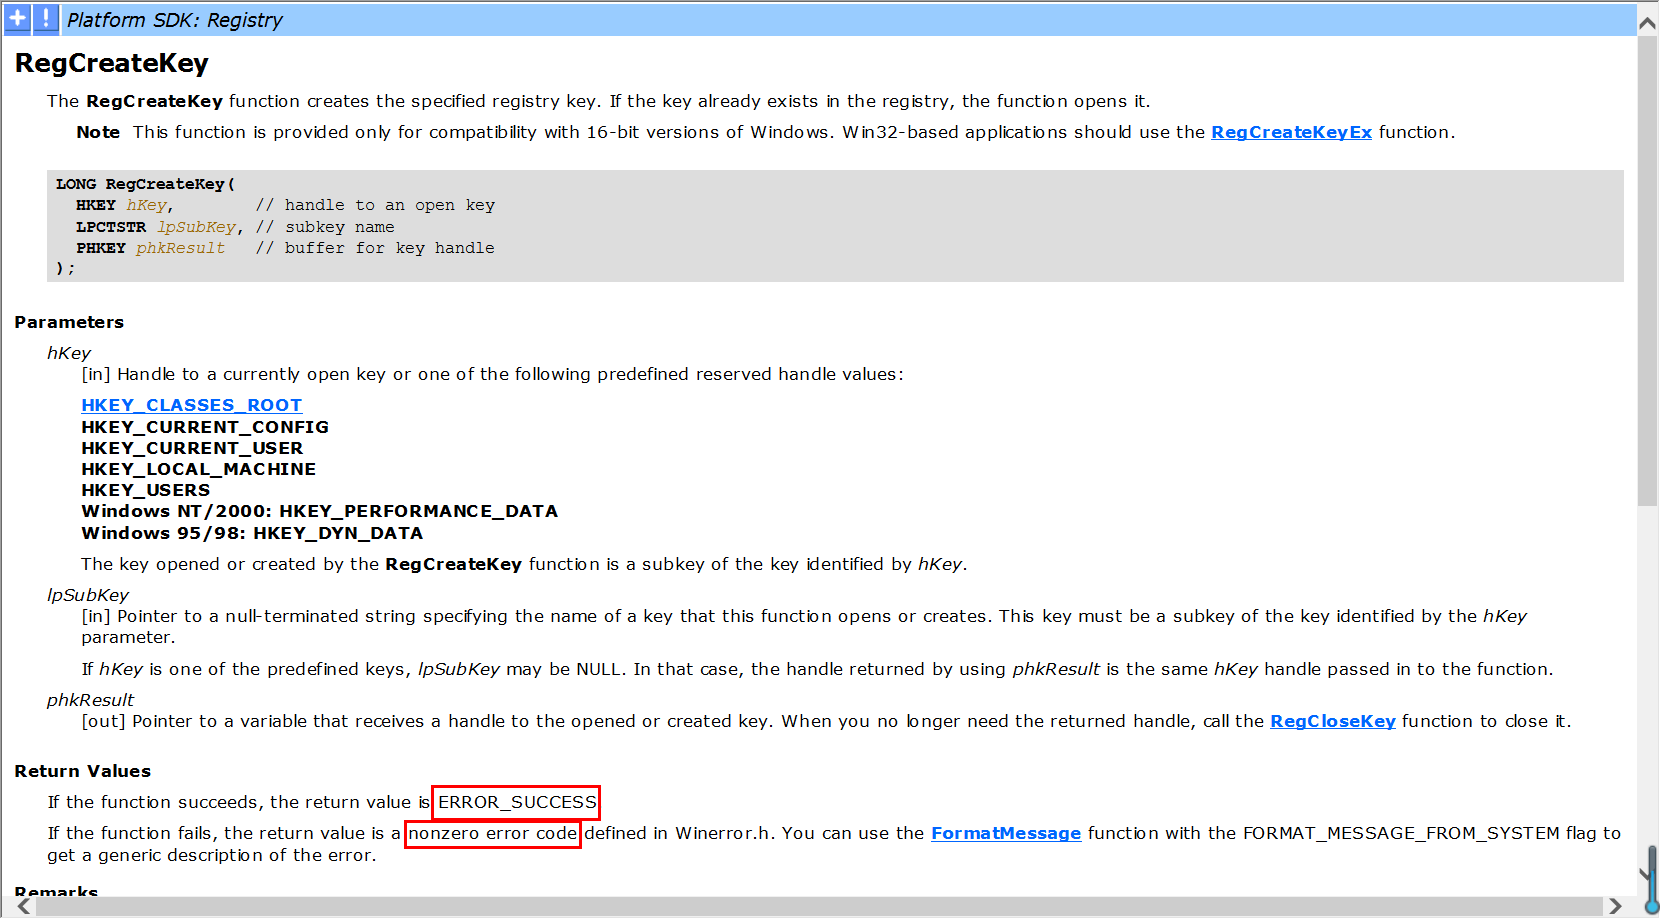 Platform SDK: Registry
RegCreateKey
The RegCreateKey function creates the specified registry key. If the key already exists in the registry, the function opens it.
Note This function is provided only for compatibility with 16-bit versions of Windows. Win32-based applications should use the RegCreateKeyEx function.
LONG RegCreateKey(
  HKEY hKey,        // handle to an open key
  LPCTSTR lpSubKey, // subkey name
  PHKEY phkResult   // buffer for key handle
);
Parameters
hKey
[in] Handle to a currently open key or one of the following predefined reserved handle values:
HKEY_CLASSES_ROOT
HKEY_CURRENT_CONFIG
HKEY_CURRENT_USER
HKEY_LOCAL_MACHINE
HKEY_USERS
Windows NT/2000: HKEY_PERFORMANCE_DATA
Windows 95/98: HKEY_DYN_DATA
The key opened or created by the RegCreateKey function is a subkey of the key identified by hKey.
lpSubKey
[in] Pointer to a null-terminated string specifying the name of a key that this function opens or creates. This key must be a subkey of the key identified by the hKey
parameter.
If hKey is one of the predefined keys, lpSubKey may be NULL. In that case, the handle returned by using phkResult is the same hKey handle passed in to the function.
phkResult
[out] Pointer to a variable that receives a handle to the opened or created key. When you no longer need the returned handle, call the RegCloseKey function to close it.
Return Values
If the function succeeds, the return value is ERROR_SUCCESS
If the function fails, the return value is a nonzero error code defined in Winerror.h. You can use the FormatMessage function with the FORMAT_MESSAGE_FROM_SYSTEM flag to
get a generic description of the error.
Remarks